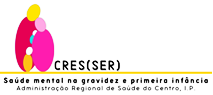 CRES(SER)
Saúde mental na gravidez e primeira infância
Administração Regional de Saúde do Centro, I.P.